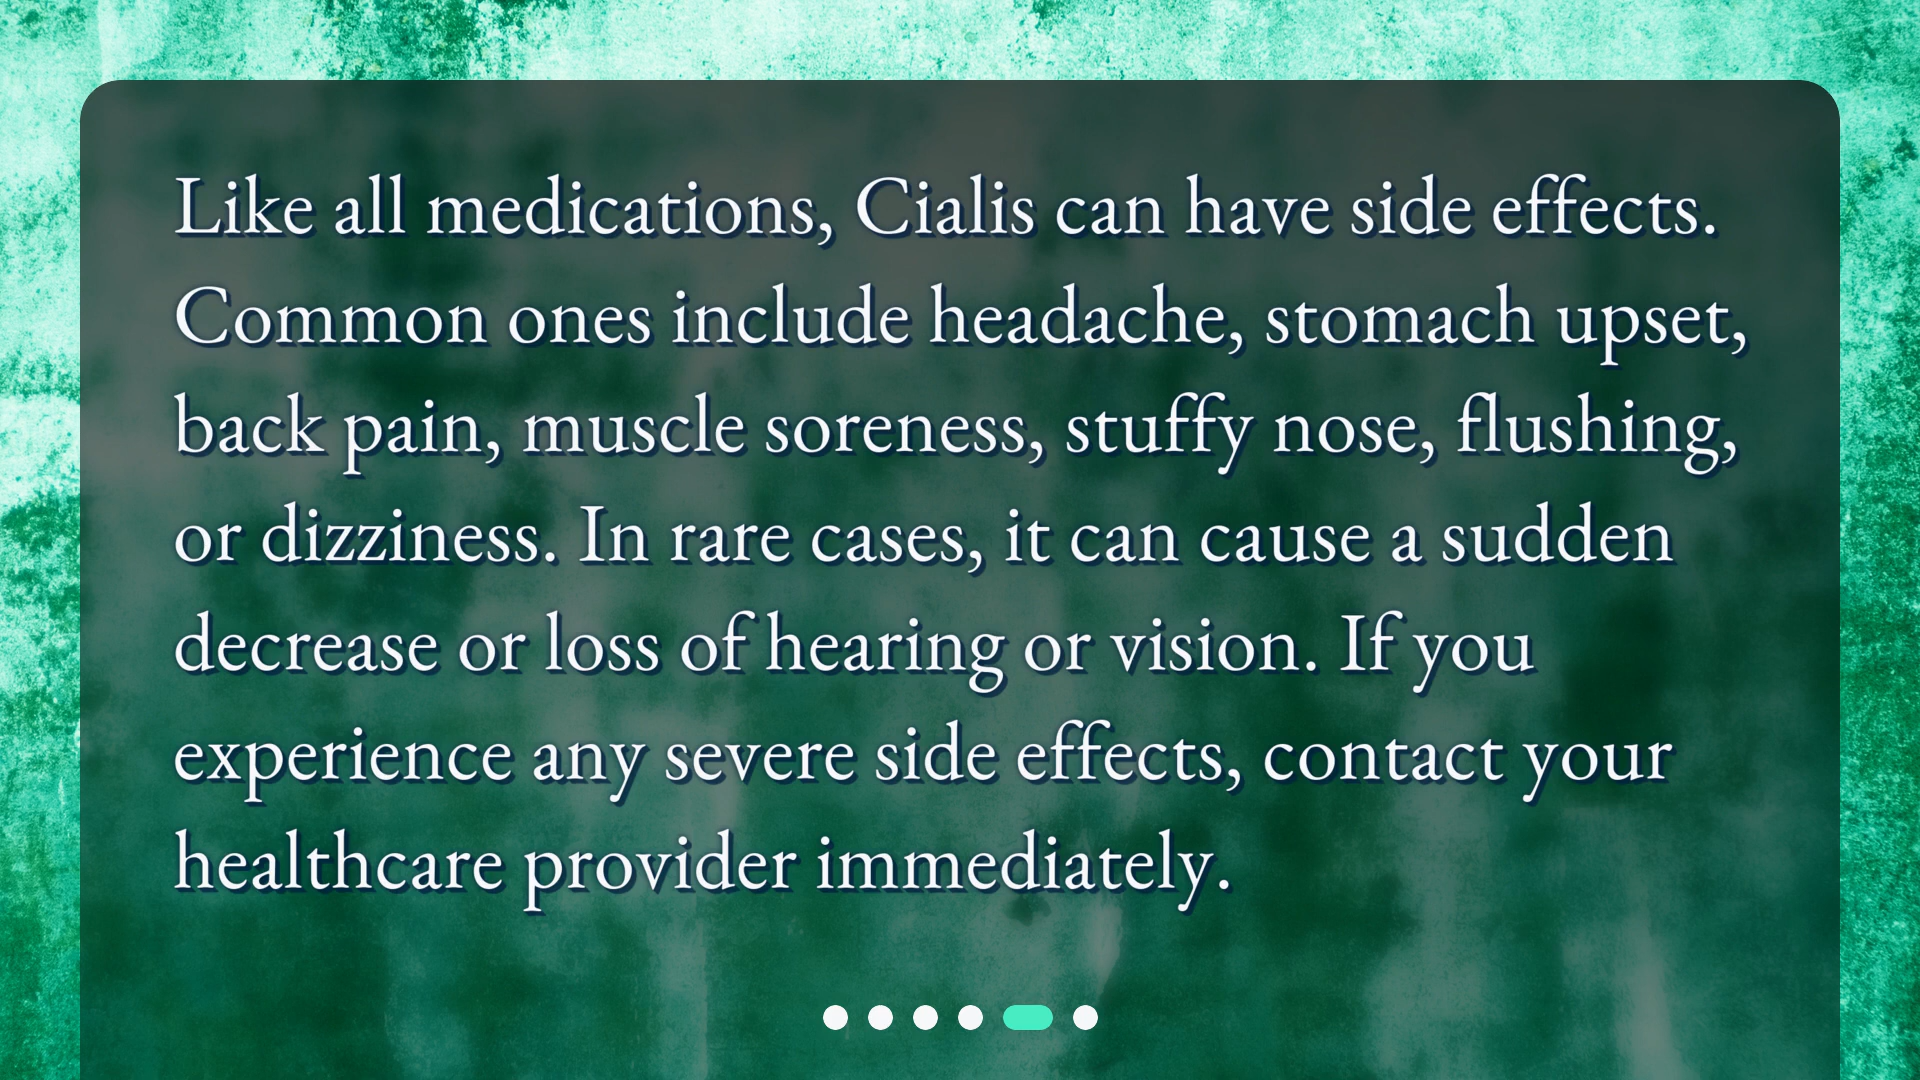 Like all medications, Cialis can have side effects.
Common ones include headache, stomach upset,
back pain, muscle soreness, stuffy nose, flushing,
or dizziness. In rare cases, it can cause a sudden
decrease or loss of hearing or vision. If you
experience any severe side effects, contact your
healthcare provider immediately.